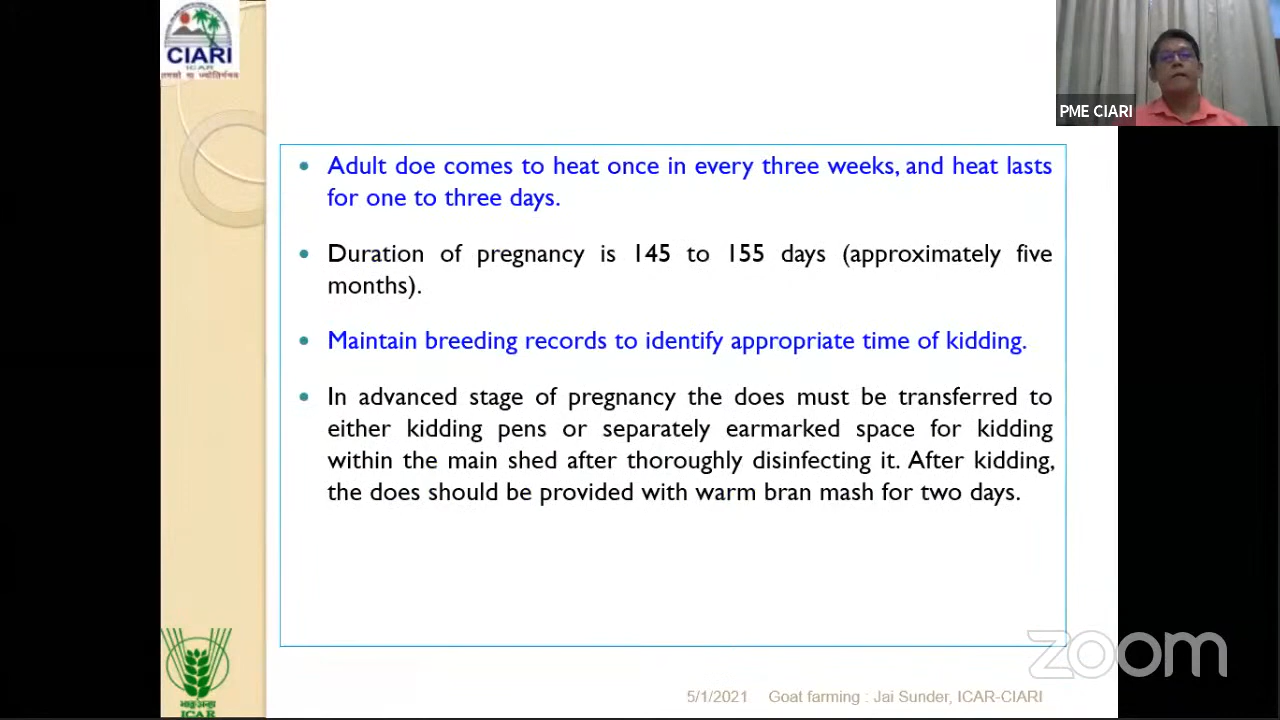 CIARI
ICAR
PME CIARI
• Adult doe comes to heat once in every three weeks, and heat lasts
for one to three days.
• Duration of pregnancy is 145 to 155 days (approximately five
months).
• Maintain breeding records to identify appropriate time of kidding.
• In advanced stage of pregnancy the does must be transferred to
either kidding pens or separately earmarked space for kidding
within the main shed after thoroughly disinfecting it. After kidding,
the does should be provided with warm bran mash for two days.
zoom
5/1/2021 Goat farming : Jai Sunder, ICAR-CIARI
ICAR